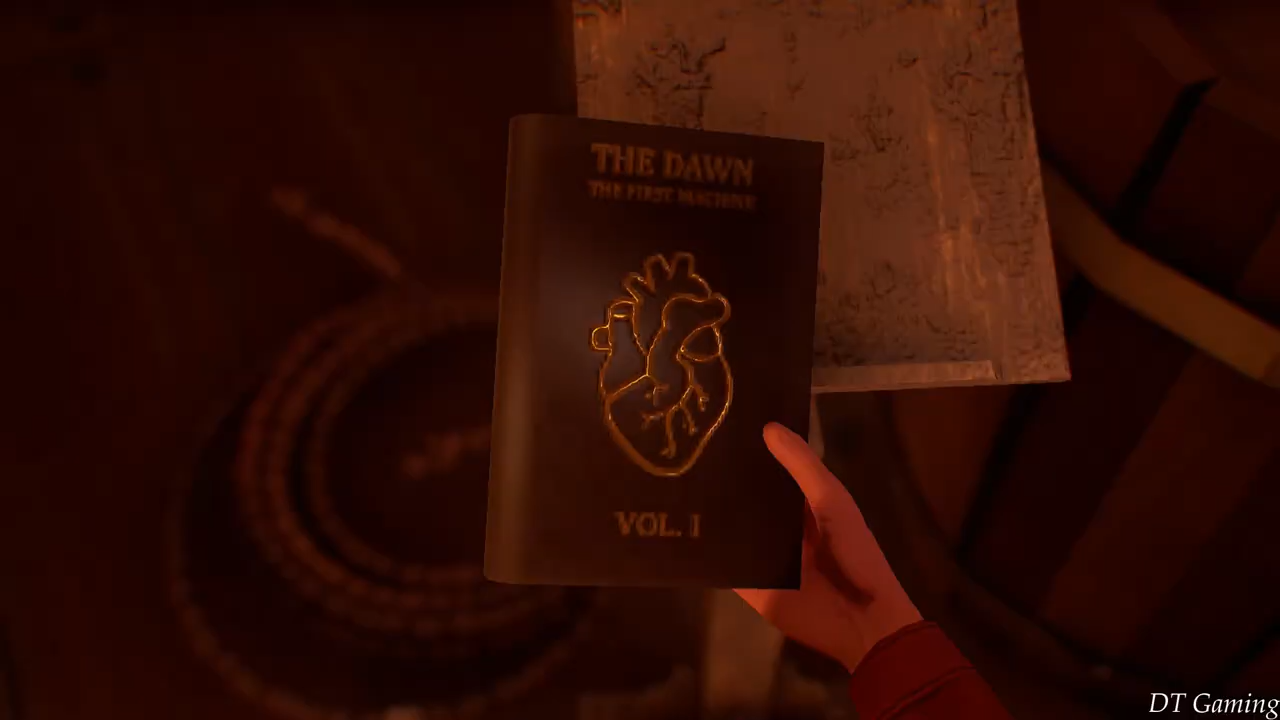 THE DAWN
THE FIRST MACHINE
VOL. I
DT Gaming